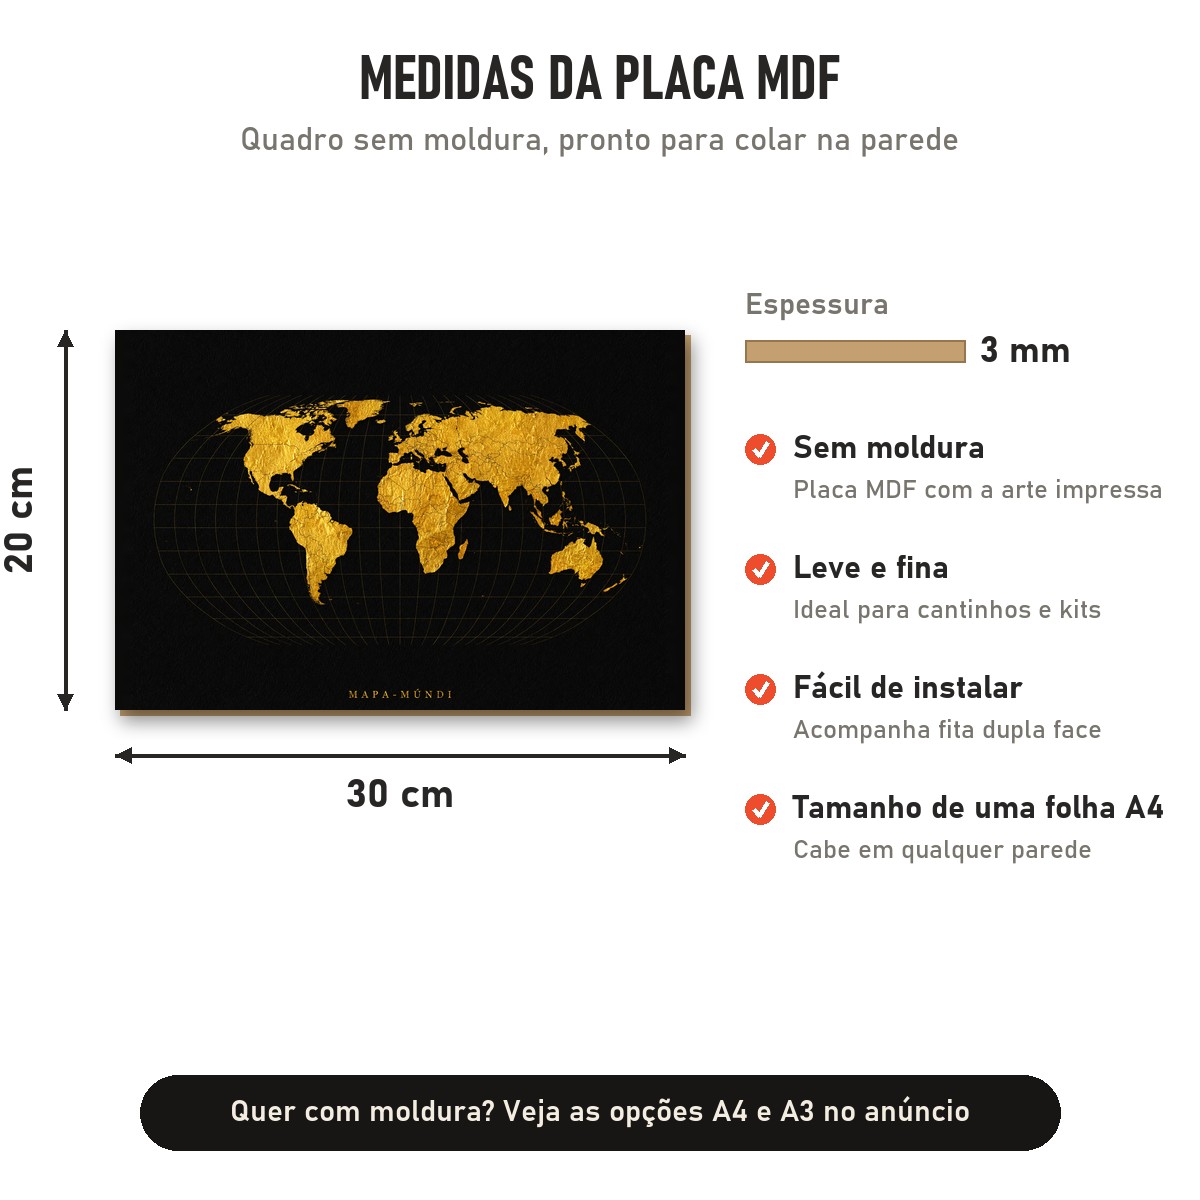 MEDIDAS DA PLACA MDF
Quadro sem moldura, pronto para colar na parede
Espessura
3 mm
20 cm
MAPA-MÚNDI
30 cm
Sem moldura
Placa MDF com a arte impressa
Leve e fina
Ideal para cantinhos e kits
Fácil de instalar
Acompanha fita dupla face
Tamanho de uma folha A4
Cabe em qualquer parede
Quer com moldura? Veja as opções A4 e A3 no anúncio